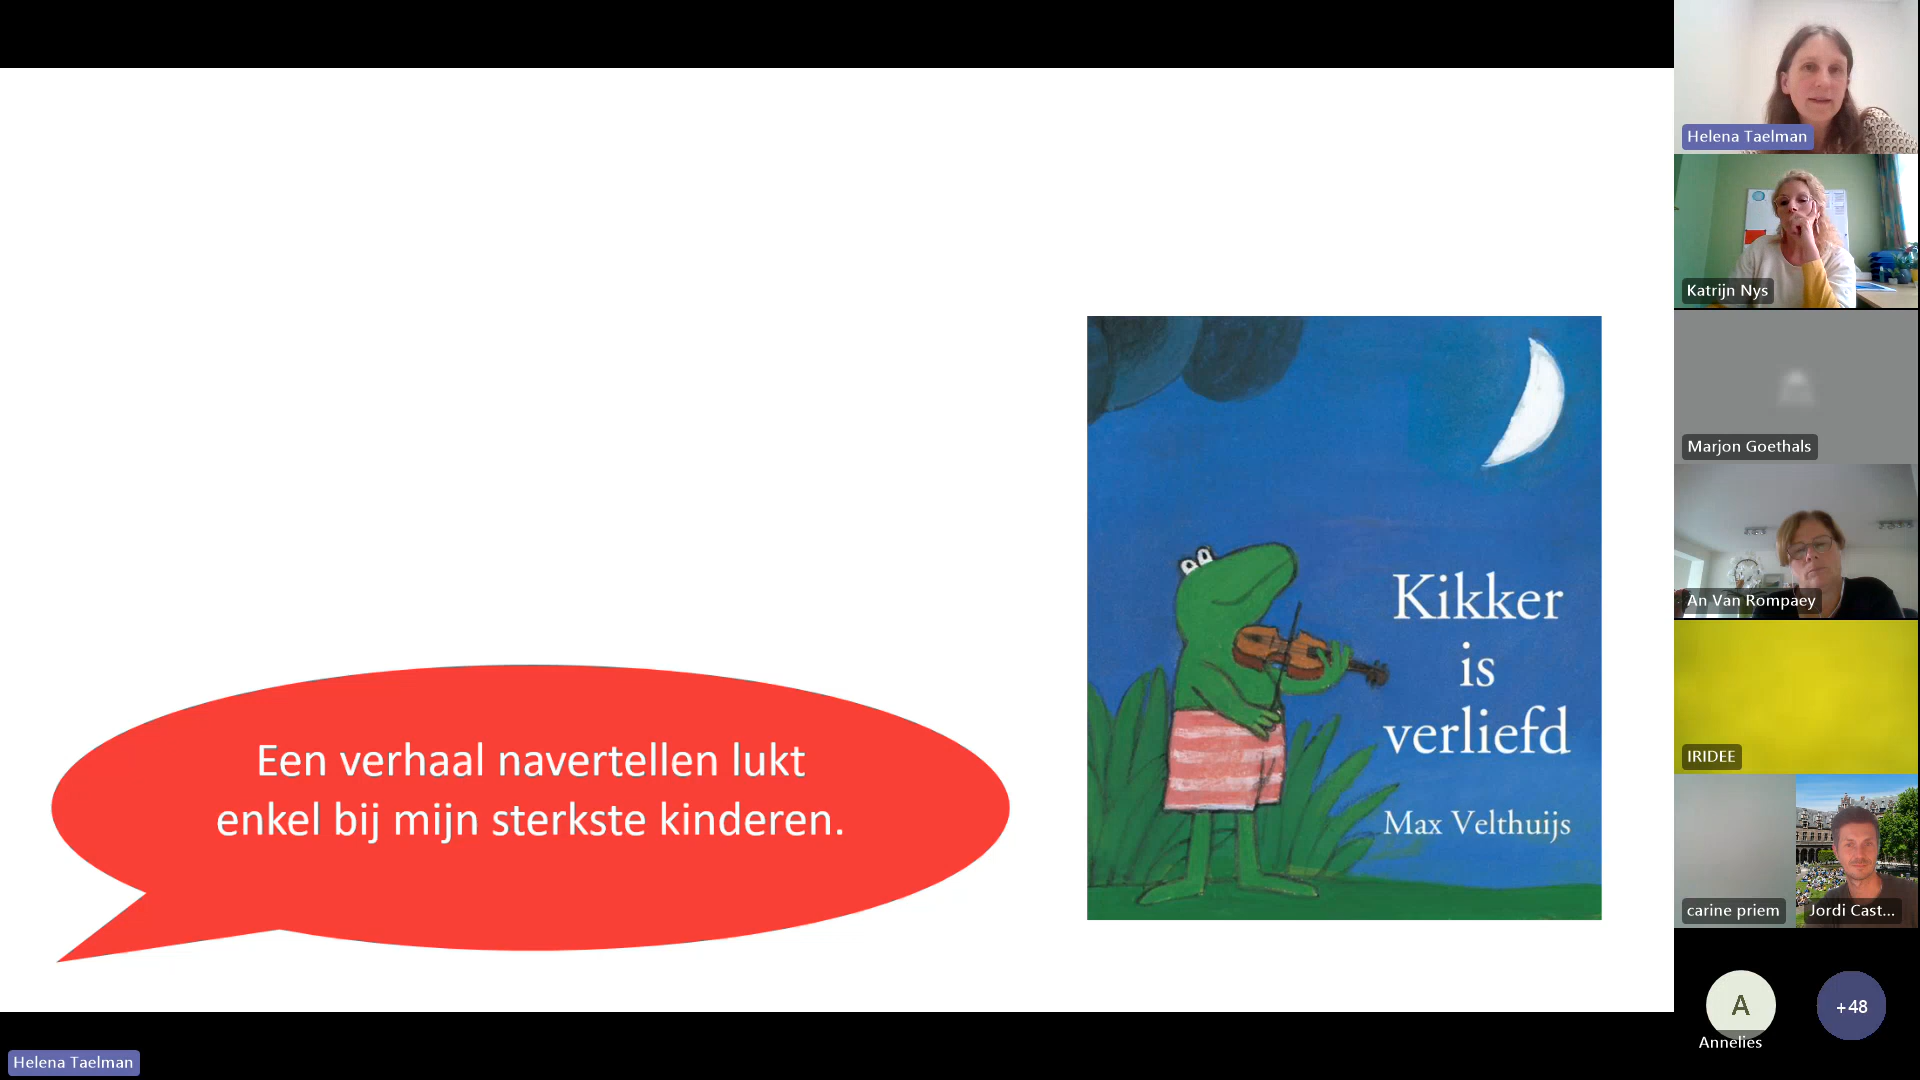 Een verhaal navertellen lukt
enkel bij mijn sterkste kinderen.
Kikker
is
verliefd
Max Velthuijs
Helena Taelman
Helena Taelman
Katrijn Nys
Marjon Goethals
An Van Rompaey
IRIDEE
carine priem
Jordi Cast...
A
+48
Annelies